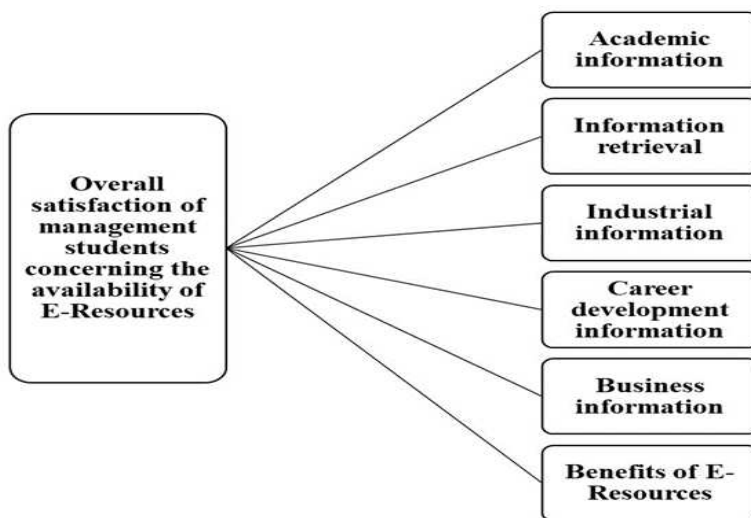 Overall
satisfaction of
management
students
concerning the
availability of
E-Resources
Academic
information
Information
retrieval
Industrial
information
Career
development
information
Business
information
Benefits of E-
Resources